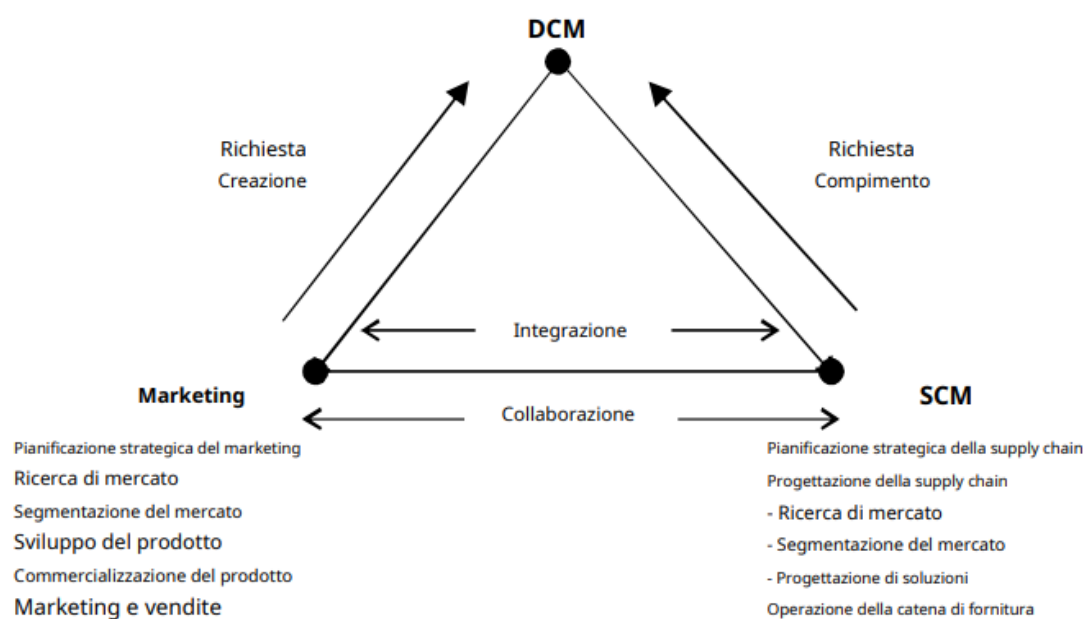 DCM
Richiesta
Creazione
Richiesta
Compimento
Integrazione
Marketing
SCM
Collaborazione
Pianificazione strategica del marketing
Ricerca di mercato
Segmentazione del mercato
Sviluppo del prodotto
Commercializzazione del prodotto
Marketing e vendite
Pianificazione strategica della supply chain
Progettazione della supply chain
- Ricerca di mercato
- Segmentazione del mercato
- Progettazione di soluzioni
Operazione della catena di fornitura